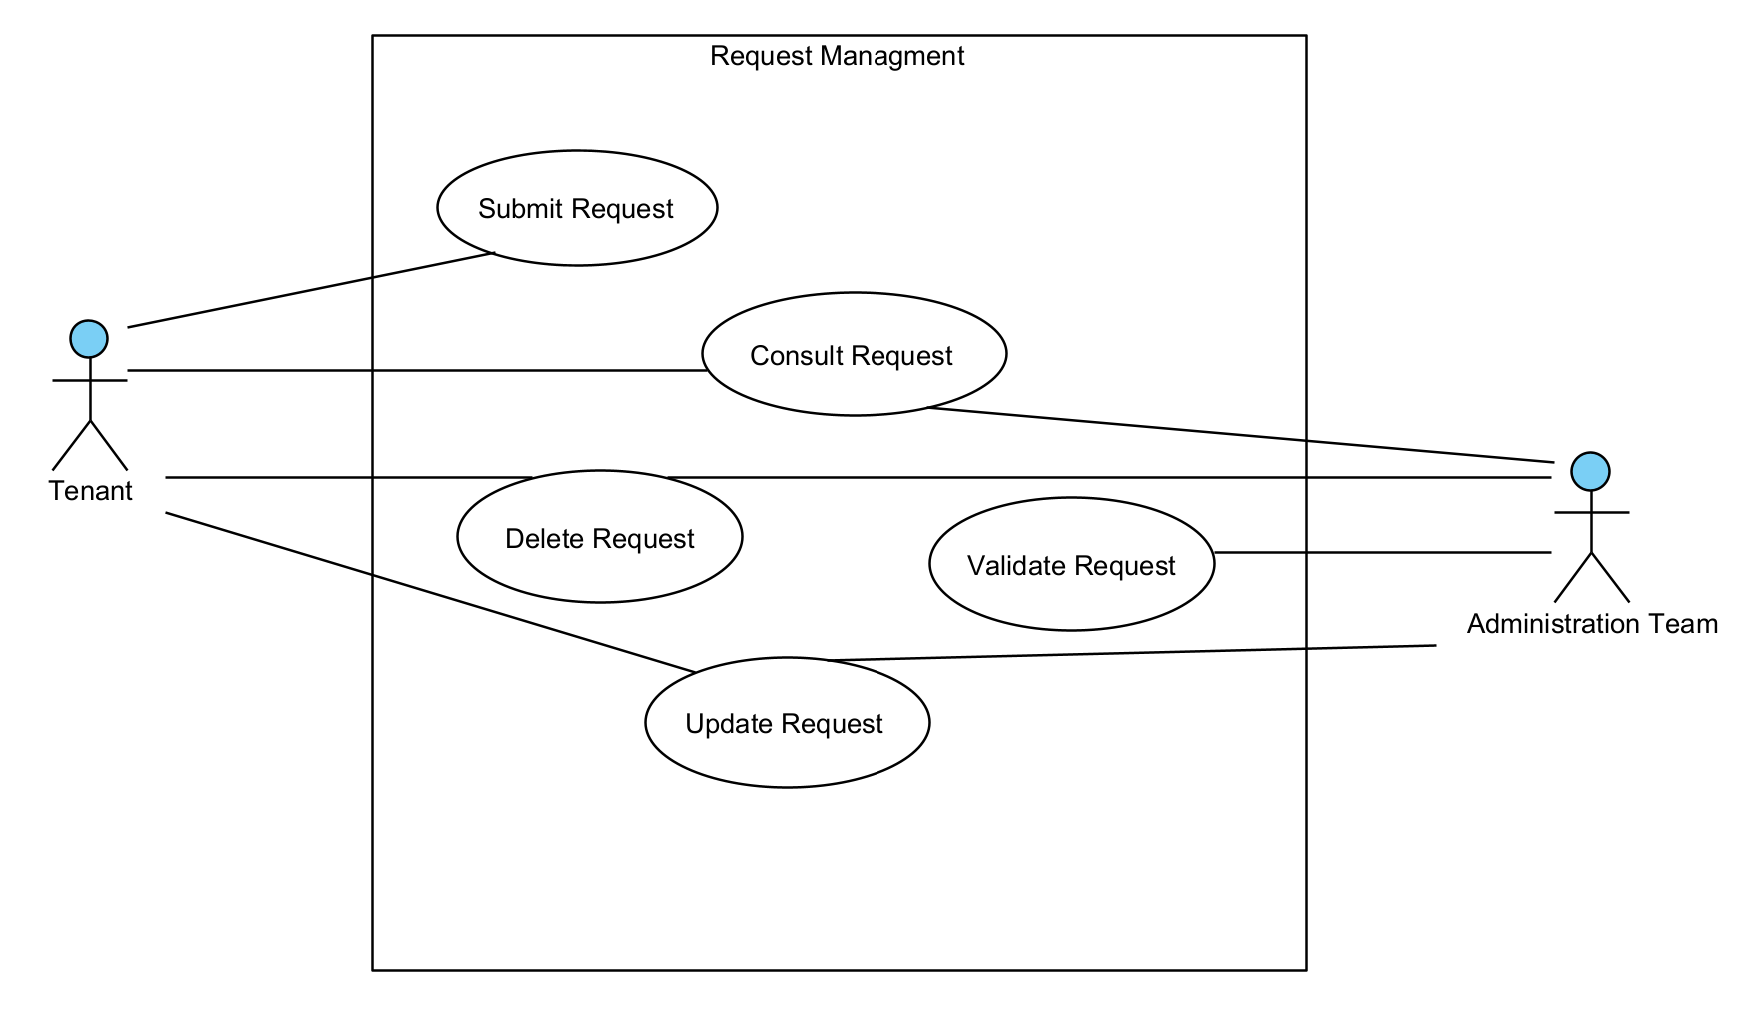 Request Managment
Submit Request
Consult Request
Tenant
Delete Request
Validate Request
Administration Team
Update Request